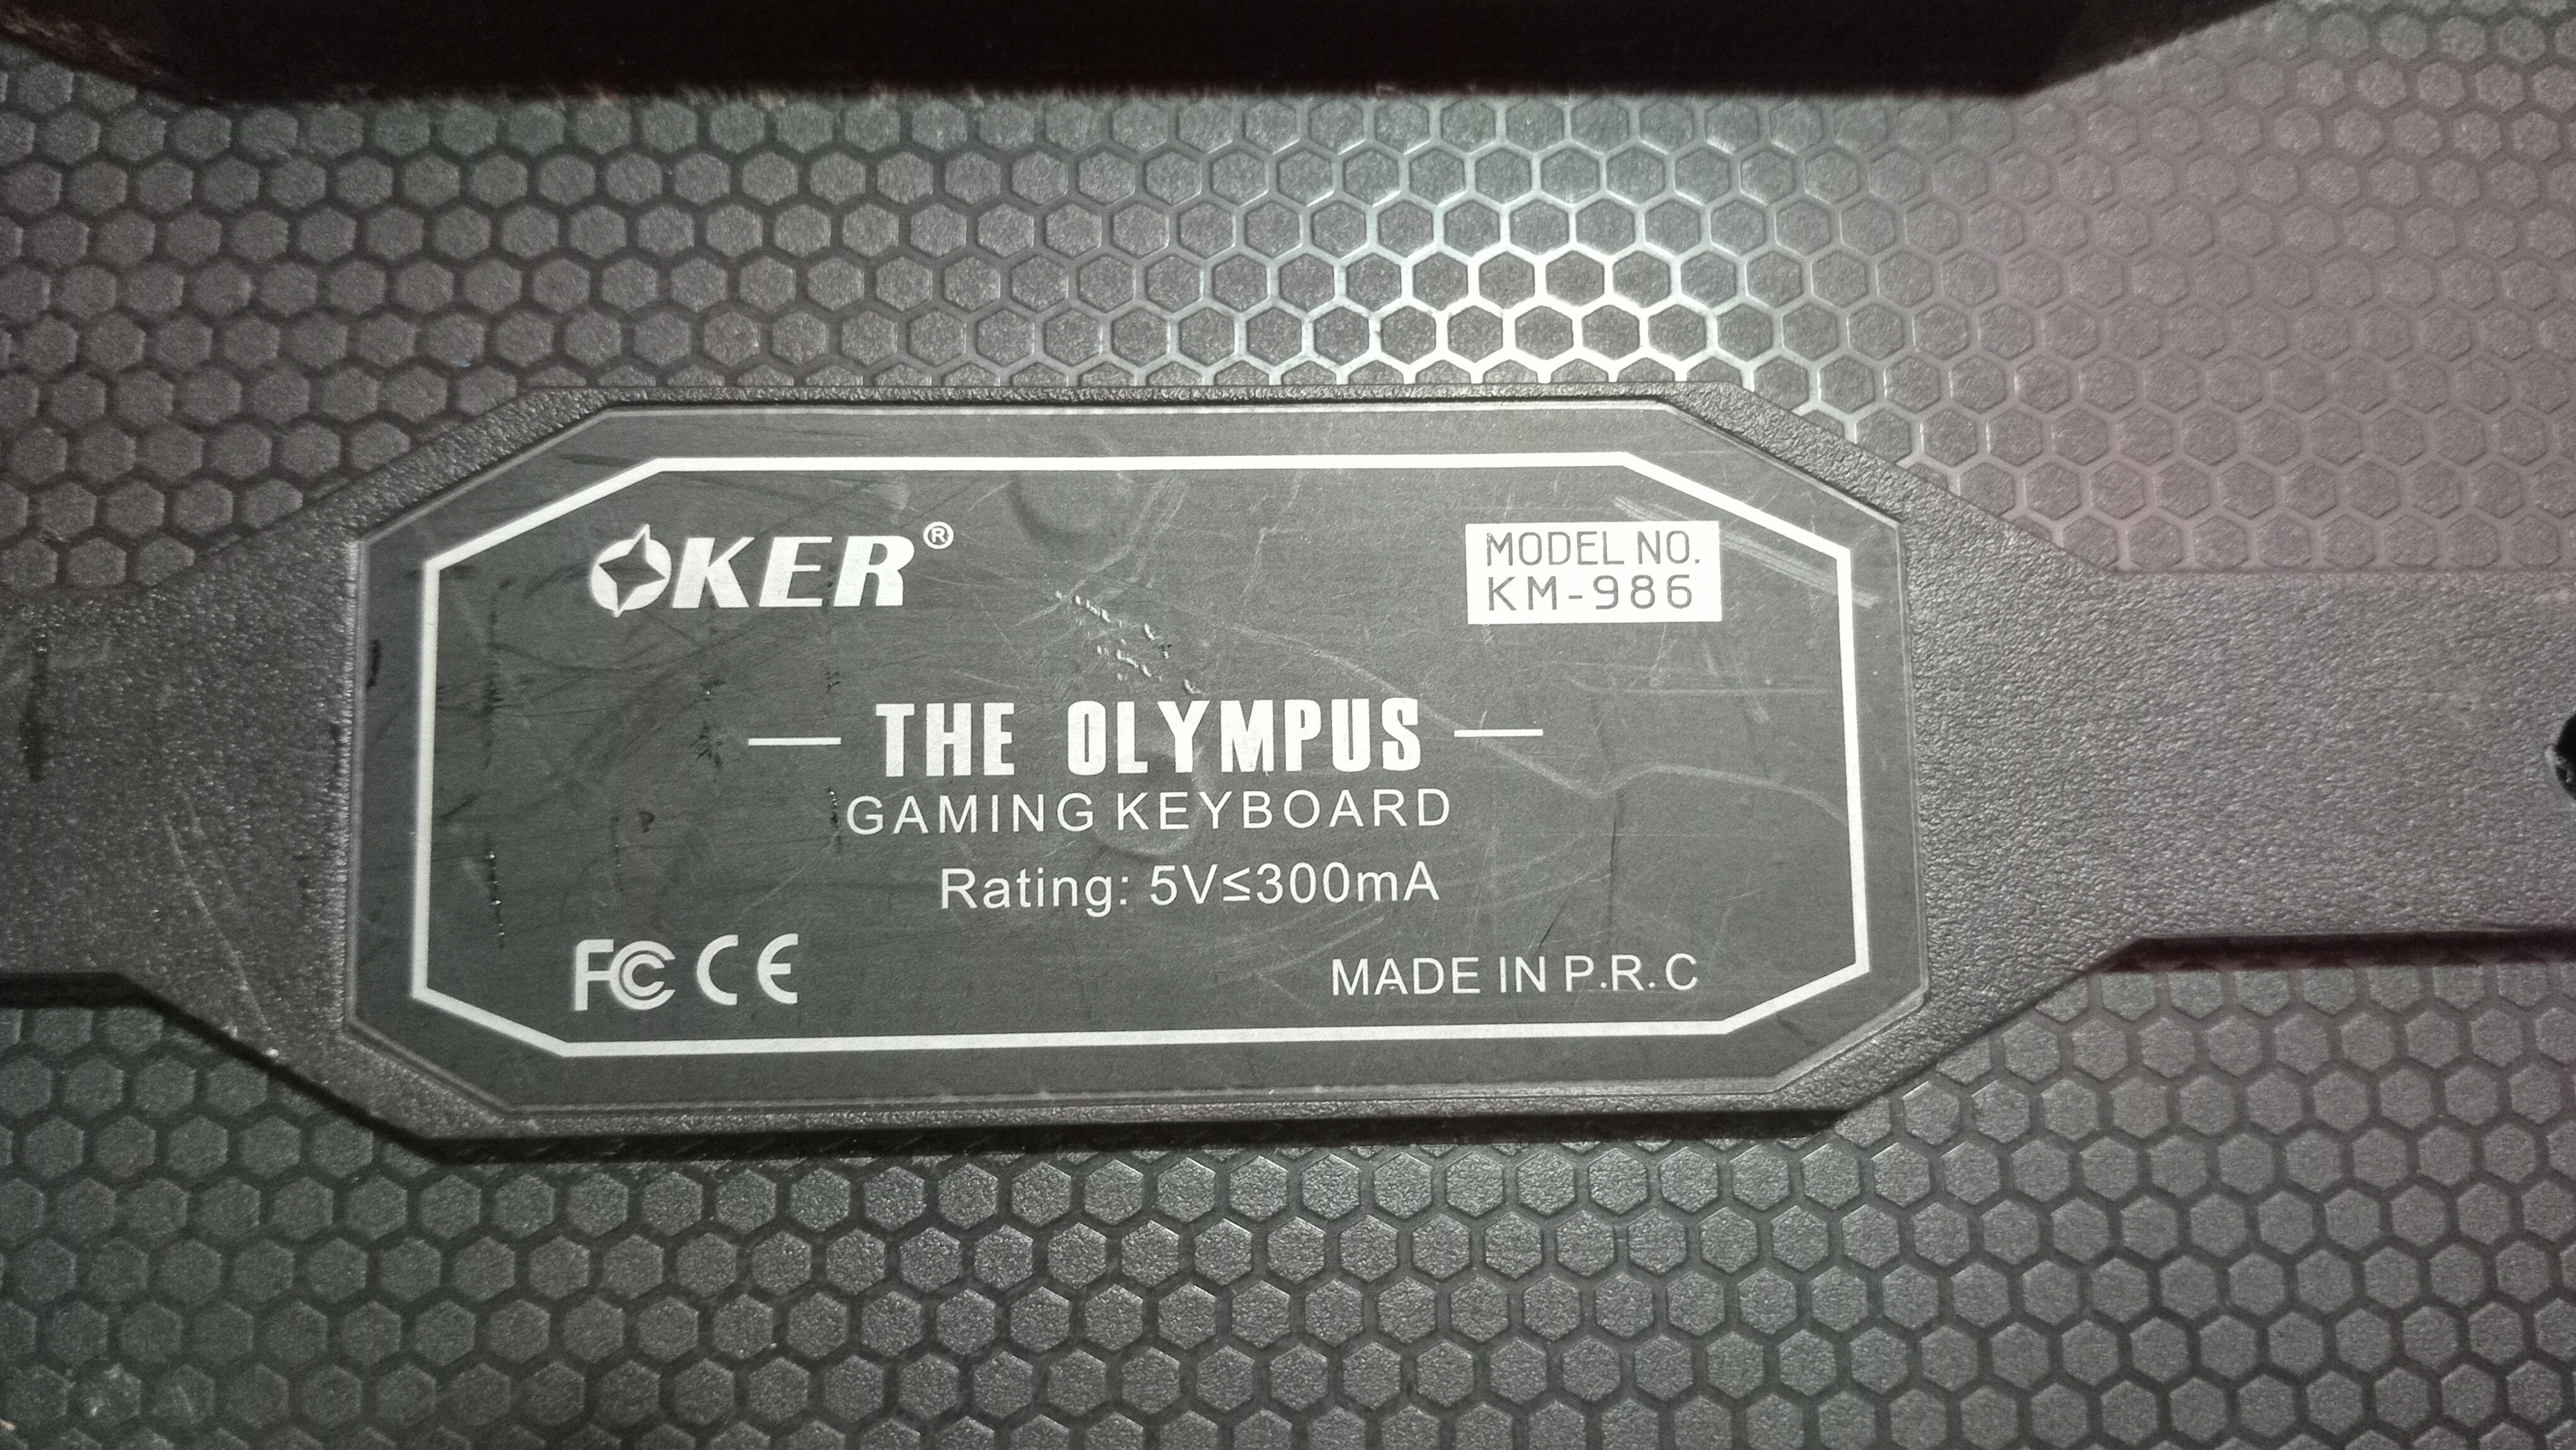 OKER®
MODEL NO.
KM-986
THE OLYMPUS
GAMING KEYBOARD
Rating: 5V≤300mA
FC CE
MADE IN P.R.C